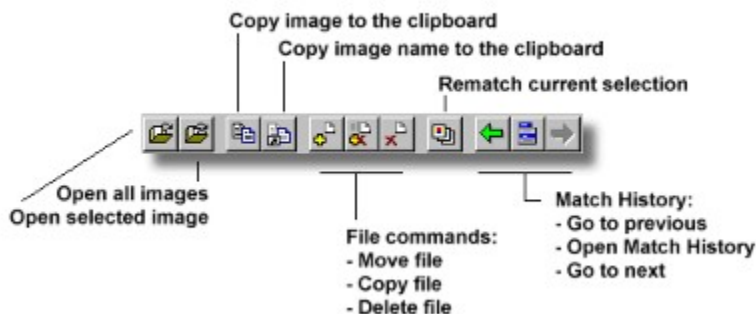 Copy image to the clipboard
Copy image name to the clipboard
Rematch current selection
Open all images
Open selected image
File commands:
- Move file
- Copy file
- Delete file
Match History:
- Go to previous
- Open Match History
- Go to next